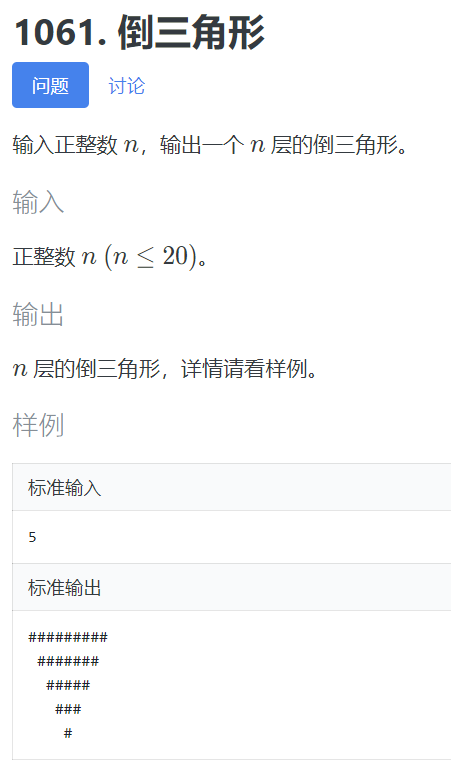 1061. 倒三角形
问题 讨论
输入正整数 n，输出一个 n 层的倒三角形。
输入
正整数 n (n ≤ 20)。
输出
n 层的倒三角形，详情请看样例。
样例
标准输入
5
标准输出
#########
 #######
  #####
   ###
    #